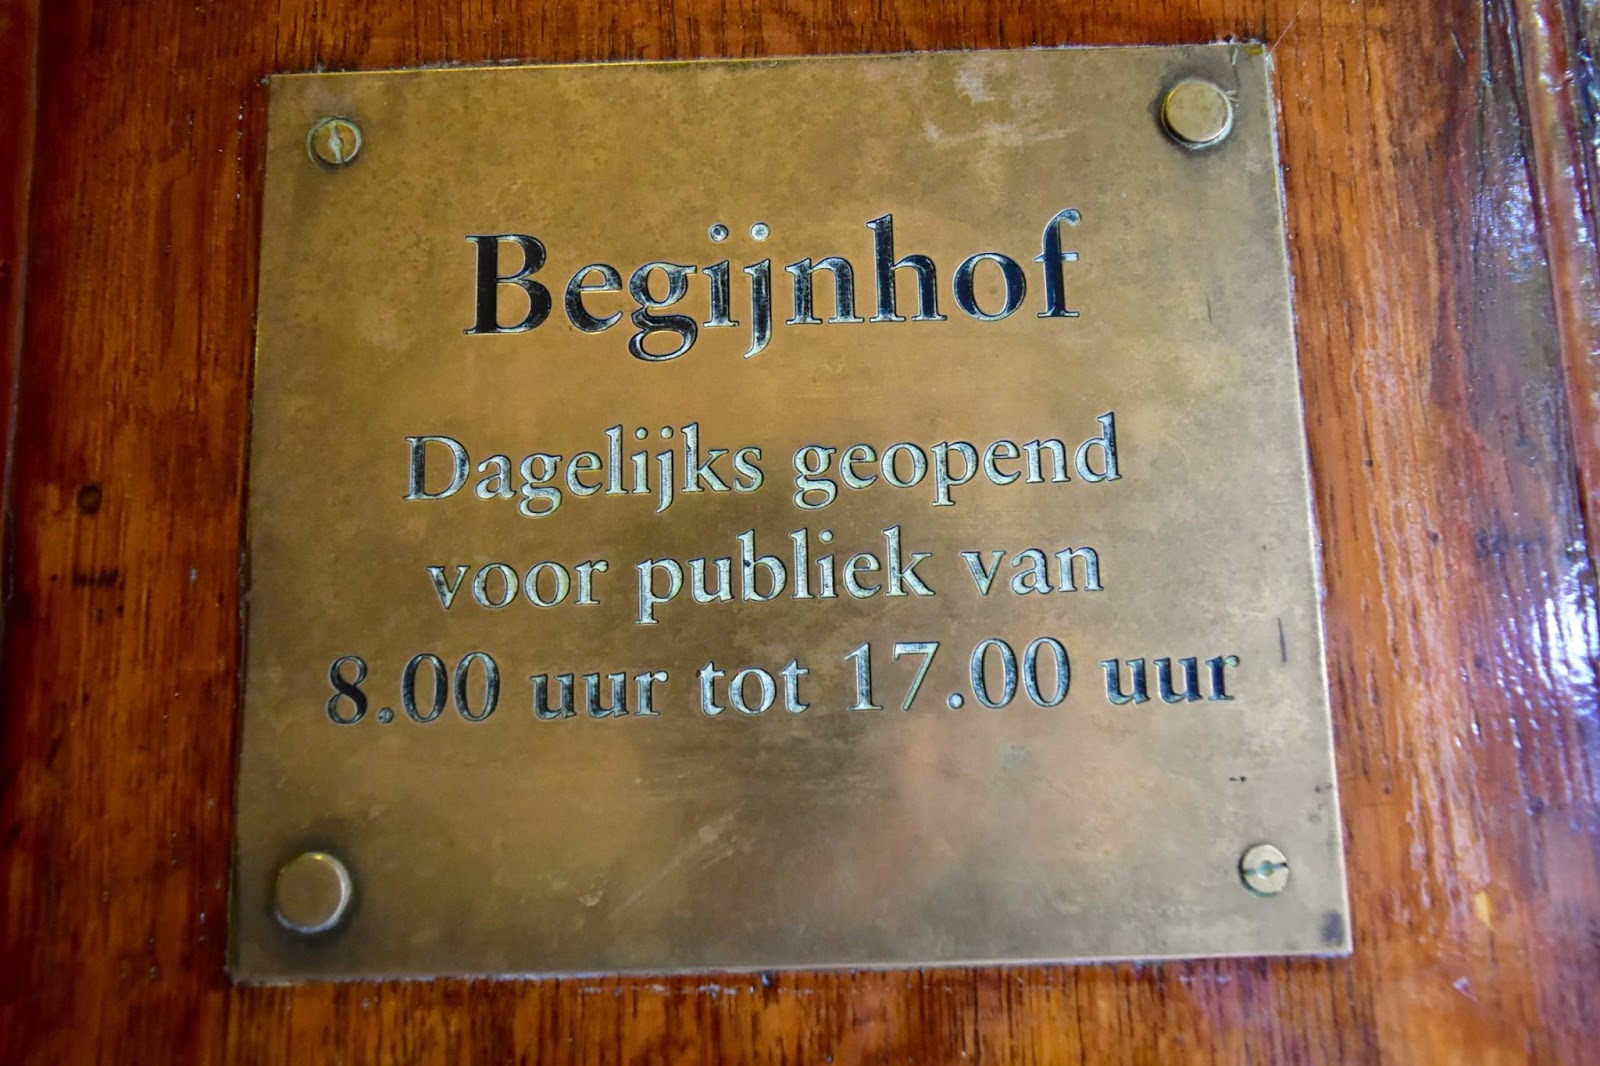 Begijnhof
Dagelijks geopend
voor publiek van
8.00 uur tot 17.00 uur